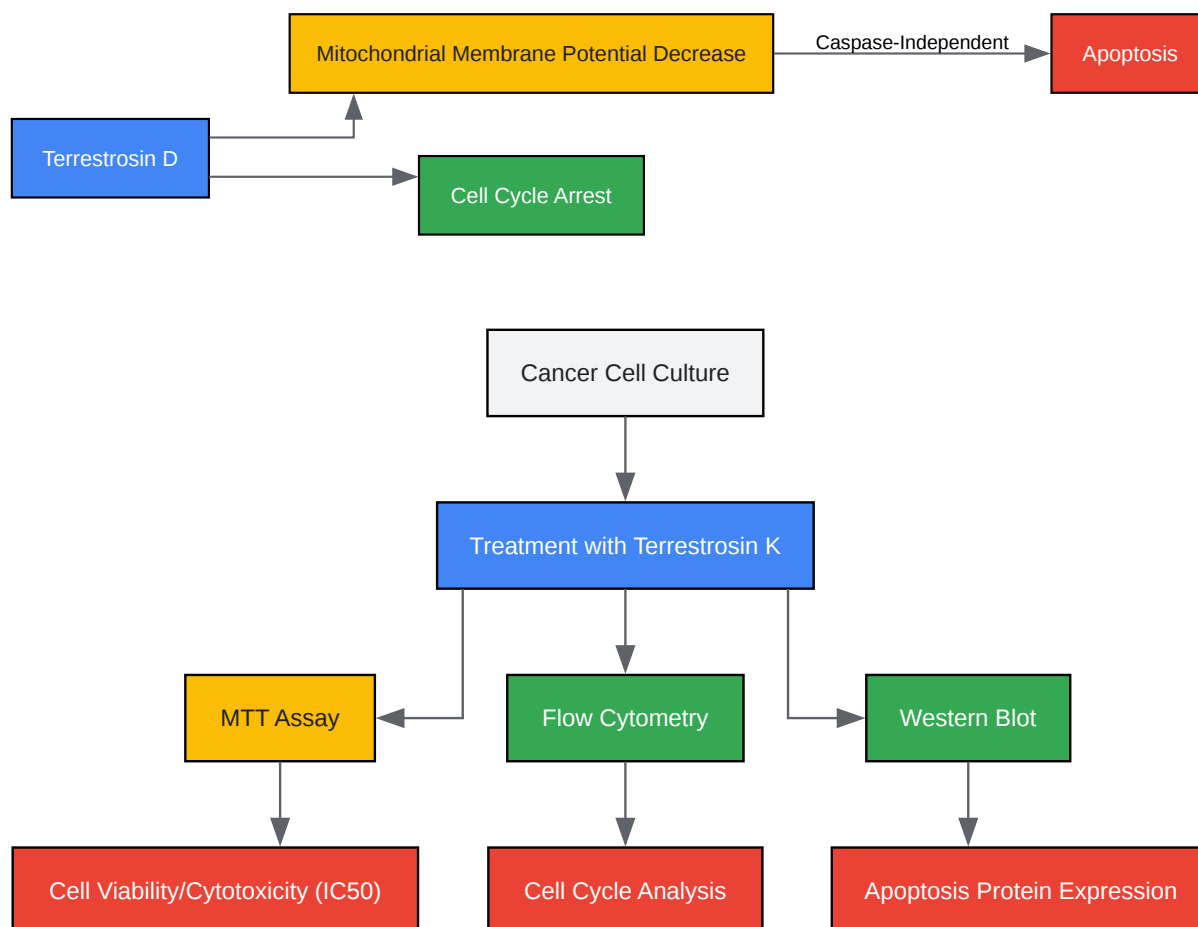 Mitochondrial Membrane Potential Decrease
Caspase-Independent
Apoptosis
Terrestrosin D
Cell Cycle Arrest
Cancer Cell Culture
Treatment with Terrestrosin K
MTT Assay
Flow Cytometry
Western Blot
Cell Viability/Cytotoxicity (IC50)
Cell Cycle Analysis
Apoptosis Protein Expression